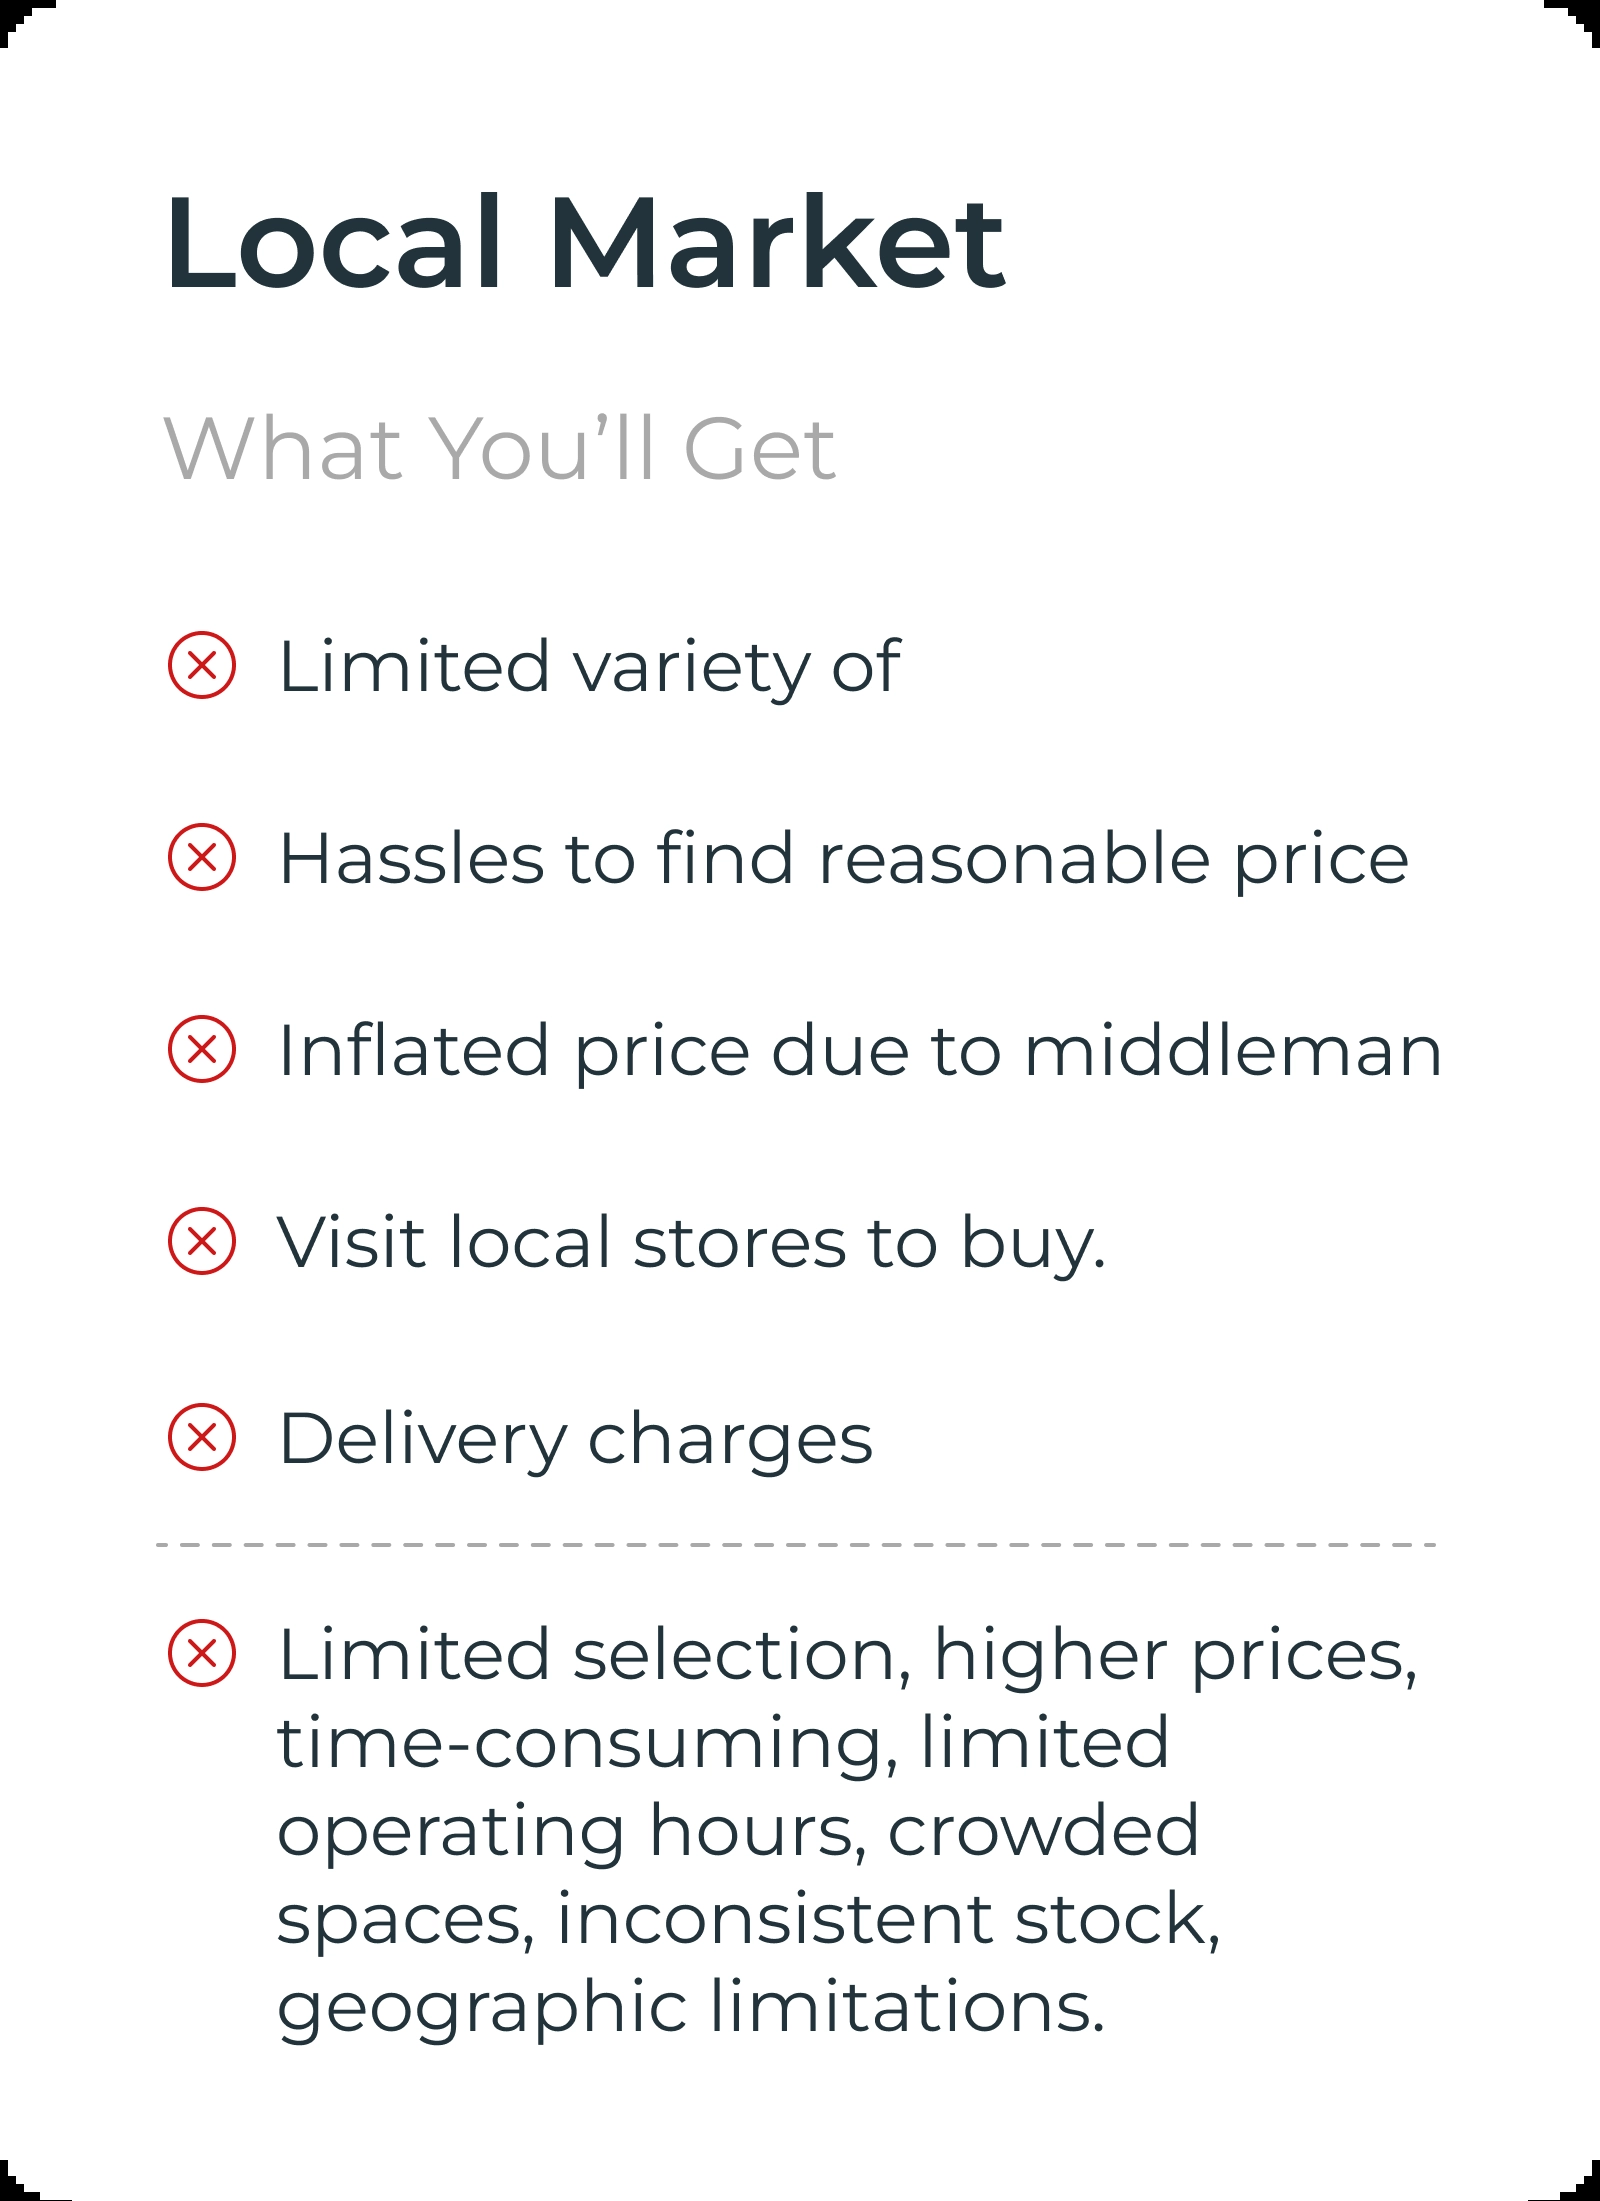 Local Market
What You’ll Get
Limited variety of
Hassles to find reasonable price
Inflated price due to middleman
Visit local stores to buy.
Delivery charges
Limited selection, higher prices,
time-consuming, limited
operating hours, crowded
spaces, inconsistent stock,
geographic limitations.